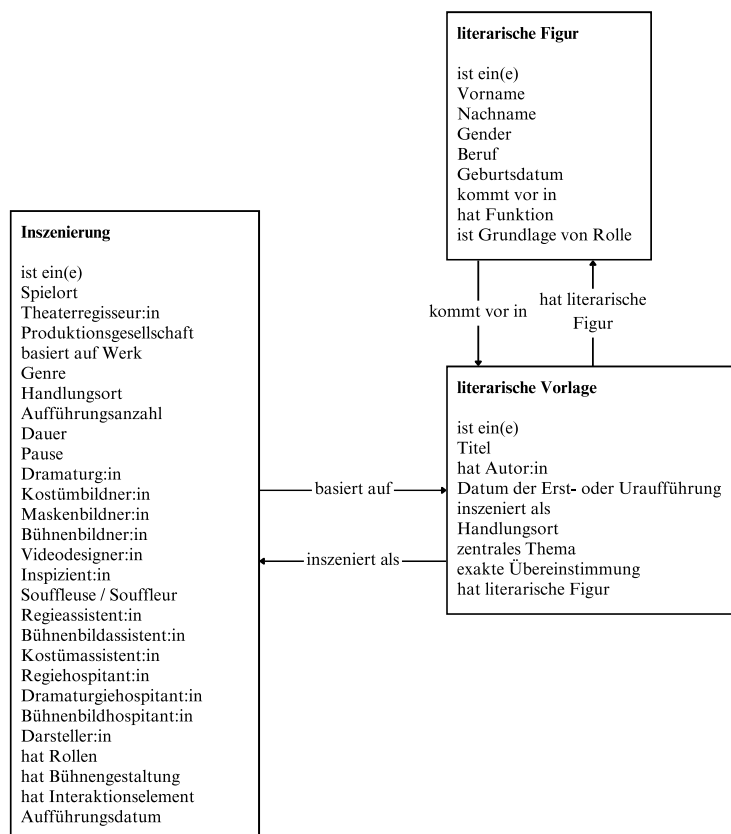 literarische Figur
ist ein(e)
Vorname
Nachname
Gender
Beruf
Geburtsdatum
kommt vor in
hat Funktion
ist Grundlage von Rolle
kommt vor in
hat literarische
Figur
Inszenierung
ist ein(e)
Spielort
Theaterregisseur:in
Produktionsgesellschaft
basiert auf Werk
Genre
Handlungsort
Aufführungsanzahl
Dauer
Pause
Dramaturg:in
Kostümbildner:in
Maskenbildner:in
Bühnenbildner:in
Videodesigner:in
Inspizient:in
Souffleuse / Souffleur
Regieassistent:in
Bühnenbildassistent:in
Kostümassistent:in
Regiehospitant:in
Dramaturgiehospitant:in
Bühnenbildhospitant:in
Darsteller:in
hat Rollen
hat Bühnengestaltung
hat Interaktionselement
Aufführungsdatum
basiert auf
inszeniert als
literarische Vorlage
ist ein(e)
Titel
hat Autor:in
Datum der Erst- oder Uraufführung
inszeniert als
Handlungsort
zentrales Thema
exakte Übereinstimmung
hat literarische Figur